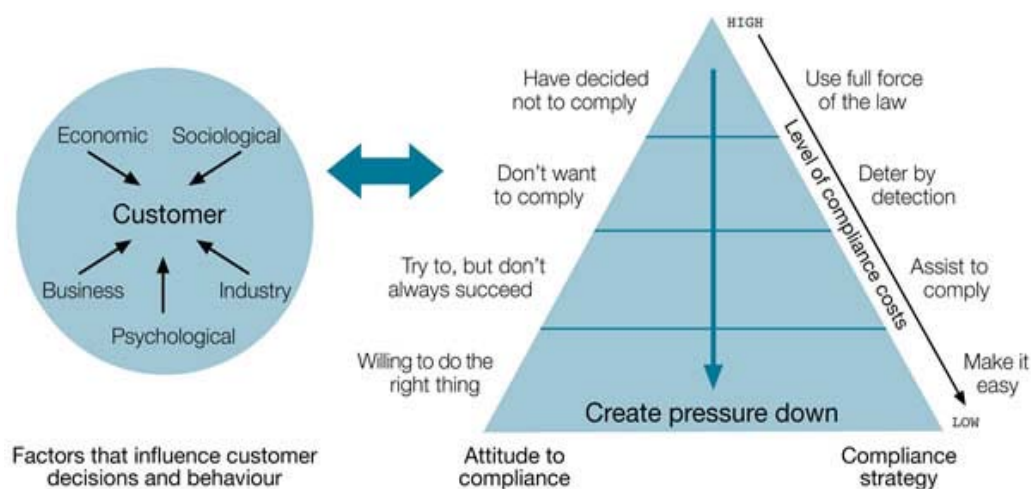 Economic
Sociological
Customer
Business
Industry
Psychological
Factors that influence customer
decisions and behaviour
HIGH
Have decided
not to comply
Use full force
of the law
Don't want
to comply
Deter by
detection
Level of compliance costs
Try to, but don't
always succeed
Assist to
comply
Willing to do the
right thing
Make it
easy
Create pressure down
LOW
Attitude to
compliance
Compliance
strategy